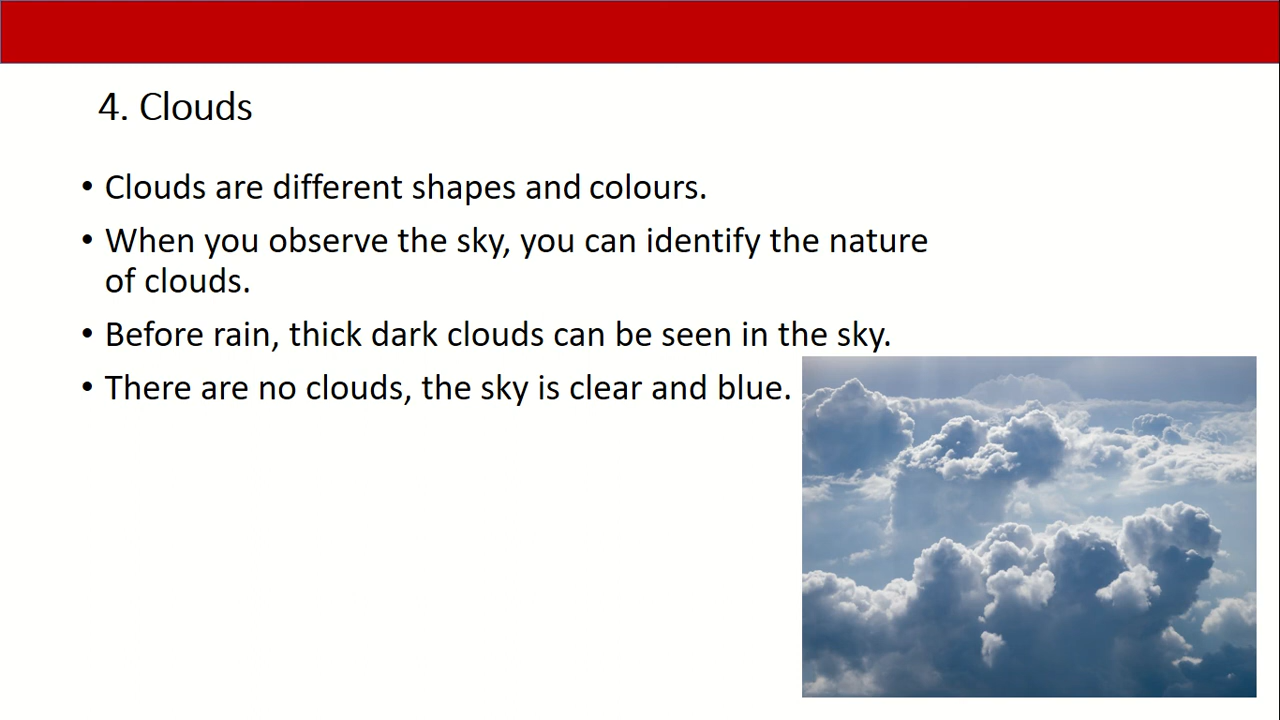 4. Clouds
• Clouds are different shapes and colours.
• When you observe the sky, you can identify the nature
of clouds.
• Before rain, thick dark clouds can be seen in the sky.
• There are no clouds, the sky is clear and blue.